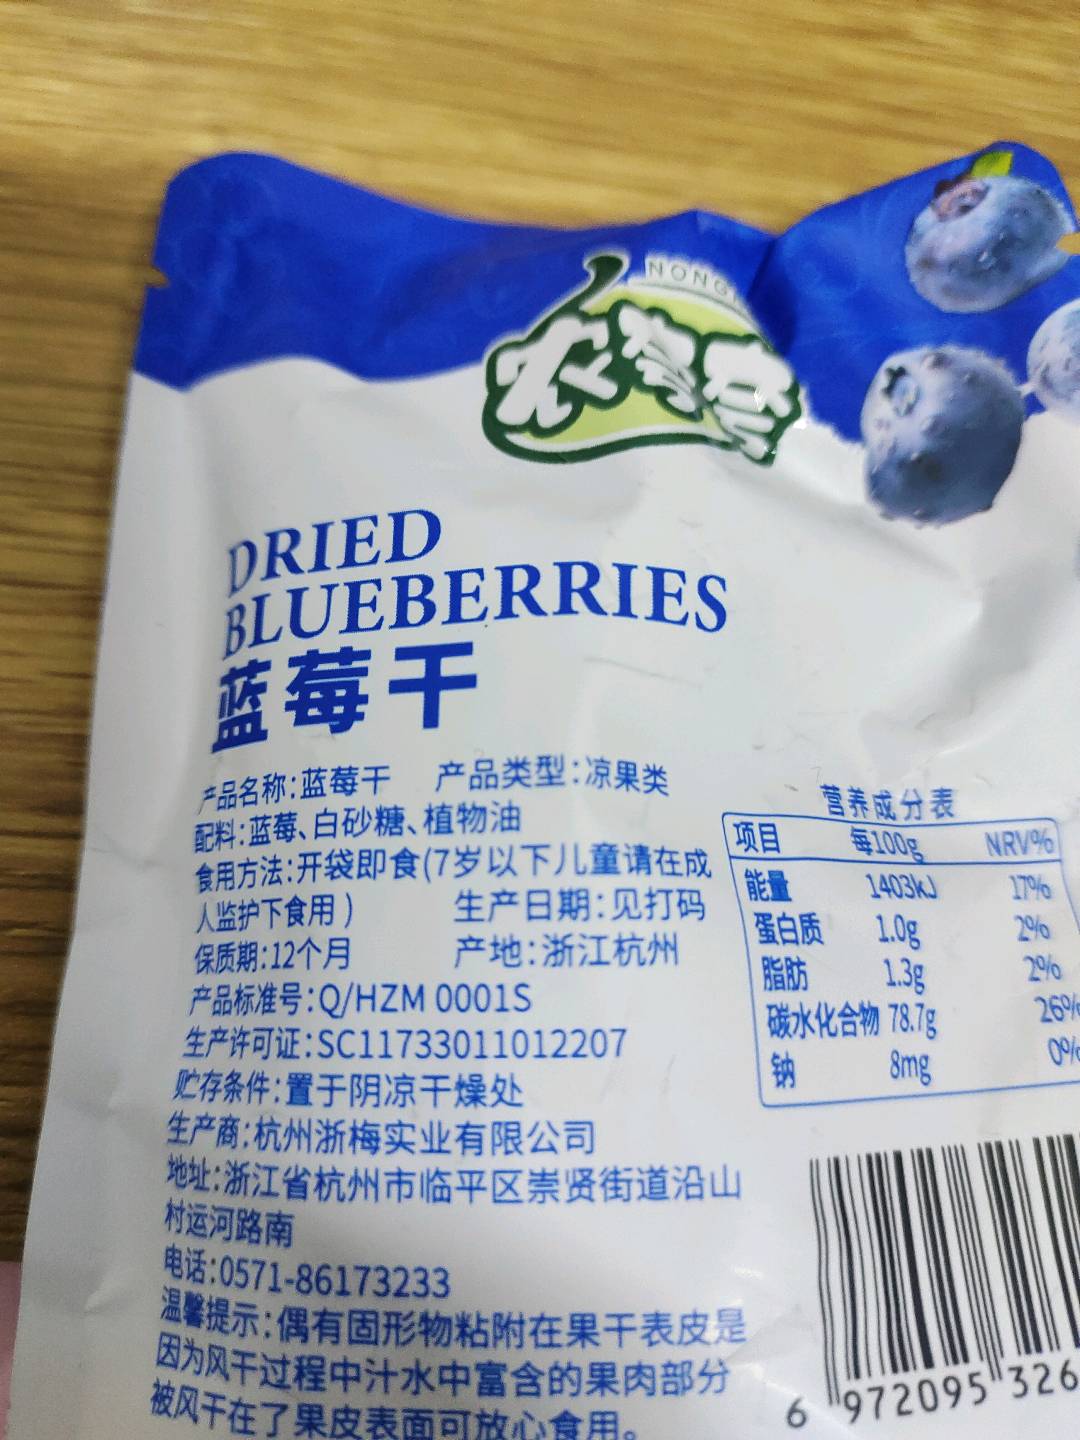 农夸夸
DRIED
BLUEBERRIES
蓝莓干
产品名称:蓝莓干 产品类型:凉果类
配料:蓝莓、白砂糖、植物油
食用方法:开袋即食(7岁以下儿童请在成
人监护下食用) 生产日期:见打码
保质期:12个月 产地:浙江杭州
产品标准号:Q/HZM 0001S
生产许可证:SC11733011012207
贮存条件:置于阴凉干燥处
生产商:杭州浙梅实业有限公司
地址:浙江省杭州市临平区崇贤街道沿山
村运河路南
电话:0571-86173233
温馨提示:偶有固形物粘附在果干表皮是
因为风干过程中汁水中富含的果肉部分
被风干在了果皮表面可放心食用。
营养成分表
项目 每100g NRV%
能量 1403kJ 17%
蛋白质 1.0g 2%
脂肪 1.3g 2%
碳水化合物 78.7g 26%
钠 8mg 0%
6 972095 326